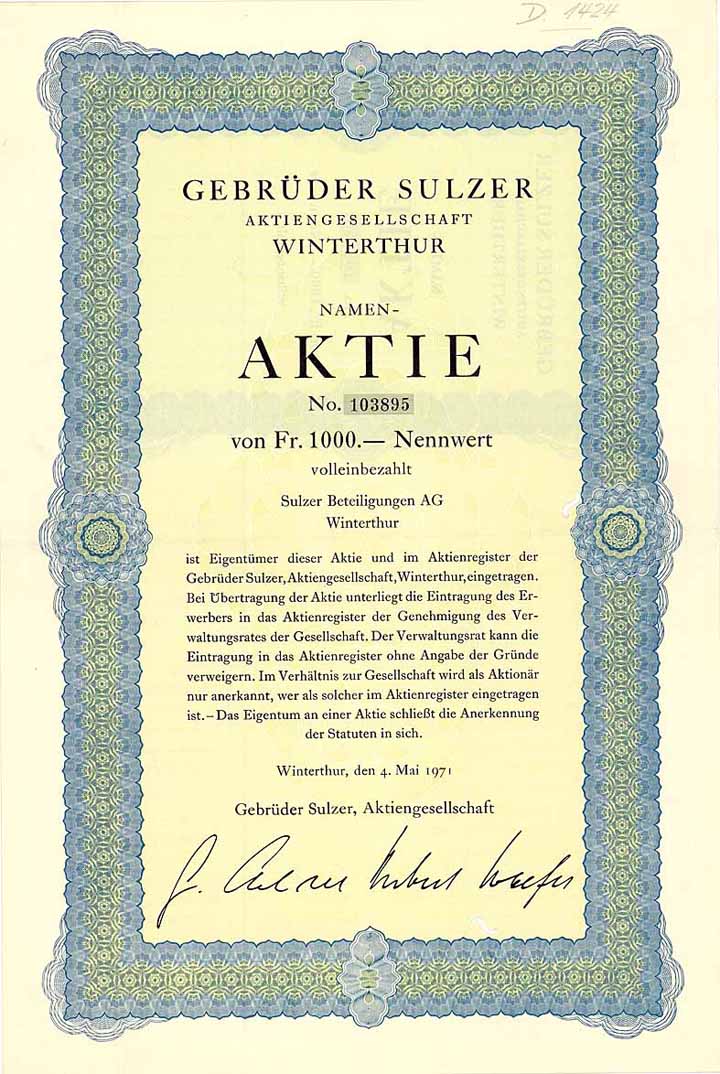 D. 1424
GEBRÜDER SULZER
AKTIENGESELLSCHAFT
WINTERTHUR
NAMEN-
AKTIE
No. 103895
von Fr. 1000.— Nennwert
volleinbezahlt
Sulzer Beteiligungen AG
Winterthur
ist Eigentümer dieser Aktie und im Aktienregister der
Gebrüder Sulzer, Aktiengesellschaft, Winterthur, eingetragen.
Bei Übertragung der Aktie unterliegt die Eintragung des Er-
werbers in das Aktienregister der Genehmigung des Ver-
waltungsrates der Gesellschaft. Der Verwaltungsrat kann die
Eintragung in das Aktienregister ohne Angabe der Gründe
verweigern. Im Verhältnis zur Gesellschaft wird als Aktionär
nur anerkannt, wer als solcher im Aktienregister eingetragen
ist. – Das Eigentum an einer Aktie schließt die Anerkennung
der Statuten in sich.
Winterthur, den 4. Mai 1971
Gebrüder Sulzer, Aktiengesellschaft